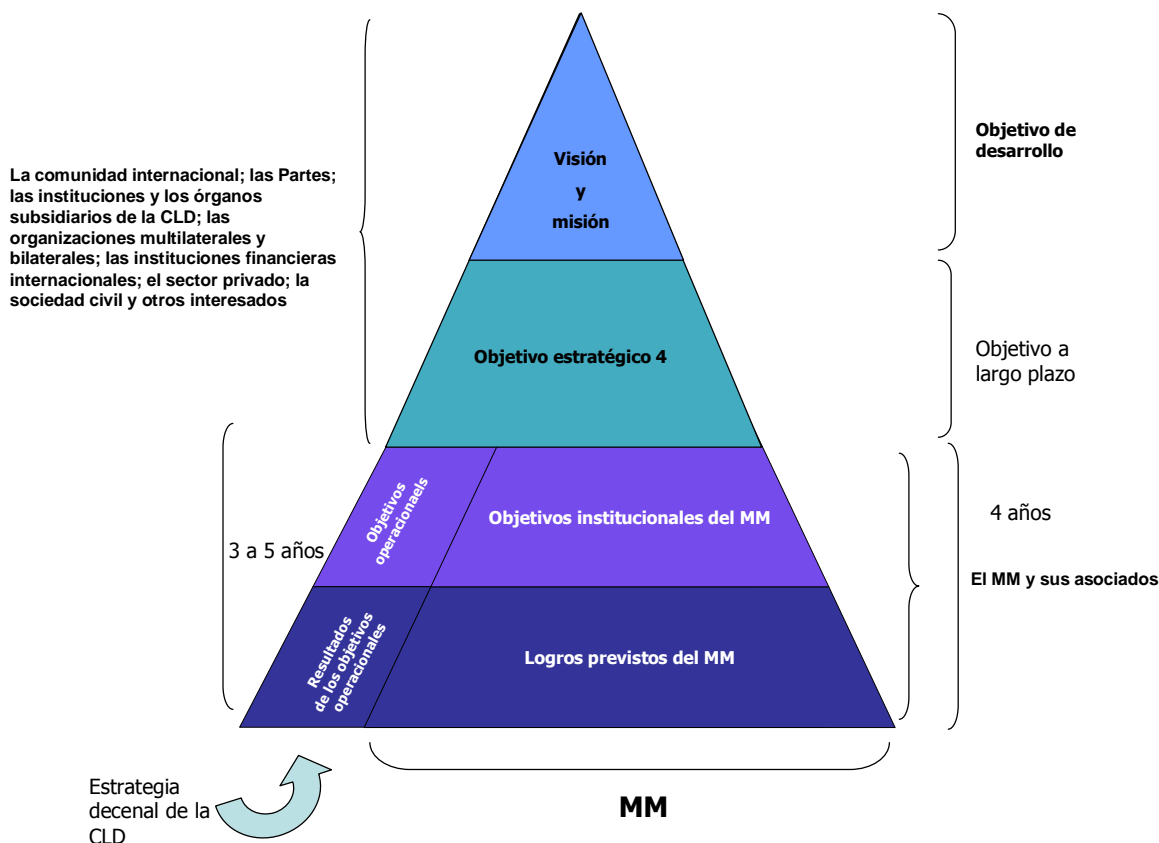 Visión
y
misión
Objetivo de
desarrollo
La comunidad internacional; las Partes;
las instituciones y los órganos
subsidiarios de la CLD; las
organizaciones multilaterales y
bilaterales; las instituciones financieras
internacionales; el sector privado; la
sociedad civil y otros interesados
Objetivo estratégico 4
Objetivo a
largo plazo
3 a 5 años
Objetivos
operacionaels
Objetivos institucionales del MM
4 años
El MM y sus asociados
Resultados
de los objetivos
operacionales
Logros previstos del MM
Estrategia
decenal de la
CLD
MM